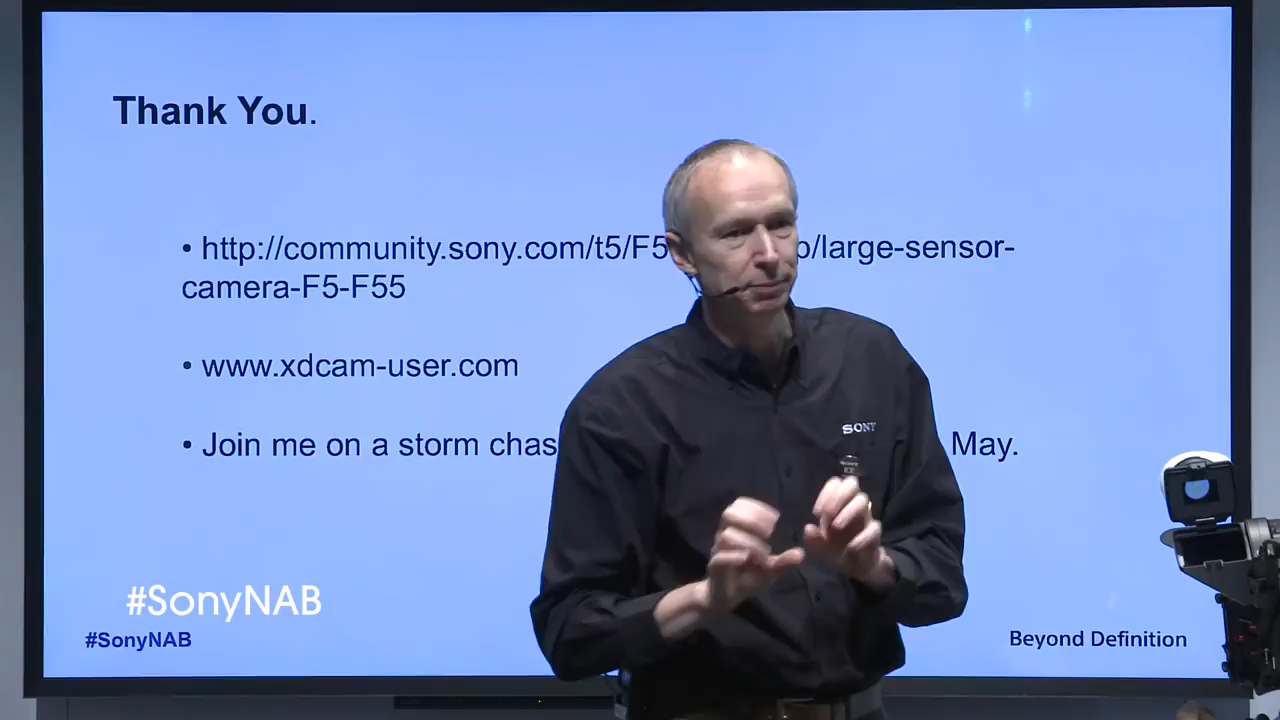 Thank You.
• http://community.sony.com/t5/F5 /large-sensor-
camera-F5-F55
• www.xdcam-user.com
• Join me on a storm chas May.
SONY
SONY
#SonyNAB
#SonyNAB
Beyond Definition